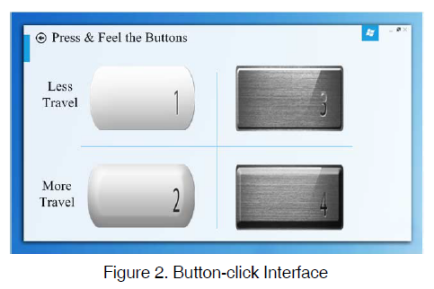 Press & Feel the Buttons
Less
Travel
1
3
More
Travel
2
4
Figure 2. Button-click Interface